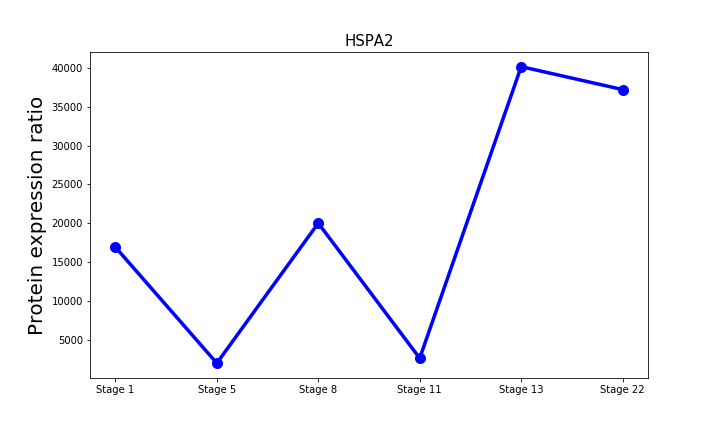 HSPA2
Protein expression ratio
40000
35000
30000
25000
20000
15000
10000
5000
Stage 1
Stage 5
Stage 8
Stage 11
Stage 13
Stage 22